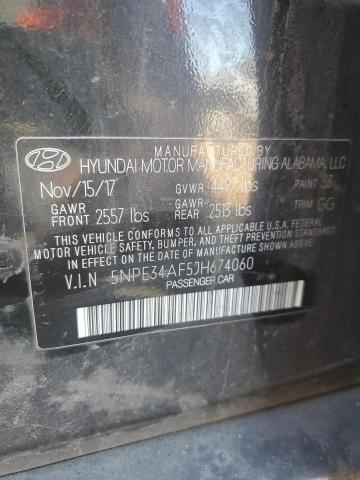 MANUFACTURED BY
HYUNDAI MOTOR MANUFACTURING ALABAMA, LLC
Nov/15/17 GVWR 4497 lbs PAINT S3
GAWR FRONT 2557 lbs GAWR REAR 2513 lbs TRIM GG
THIS VEHICLE CONFORMS TO ALL APPLICABLE U.S.A FEDERAL
MOTOR VEHICLE SAFETY, BUMPER, AND THEFT PREVENTION
STANDARDS IN EFFECT ON THE DATE OF
MANUFACTURE SHOWN ABOVE.
V.I.N 5NPE34AF5JH674060
PASSENGER CAR